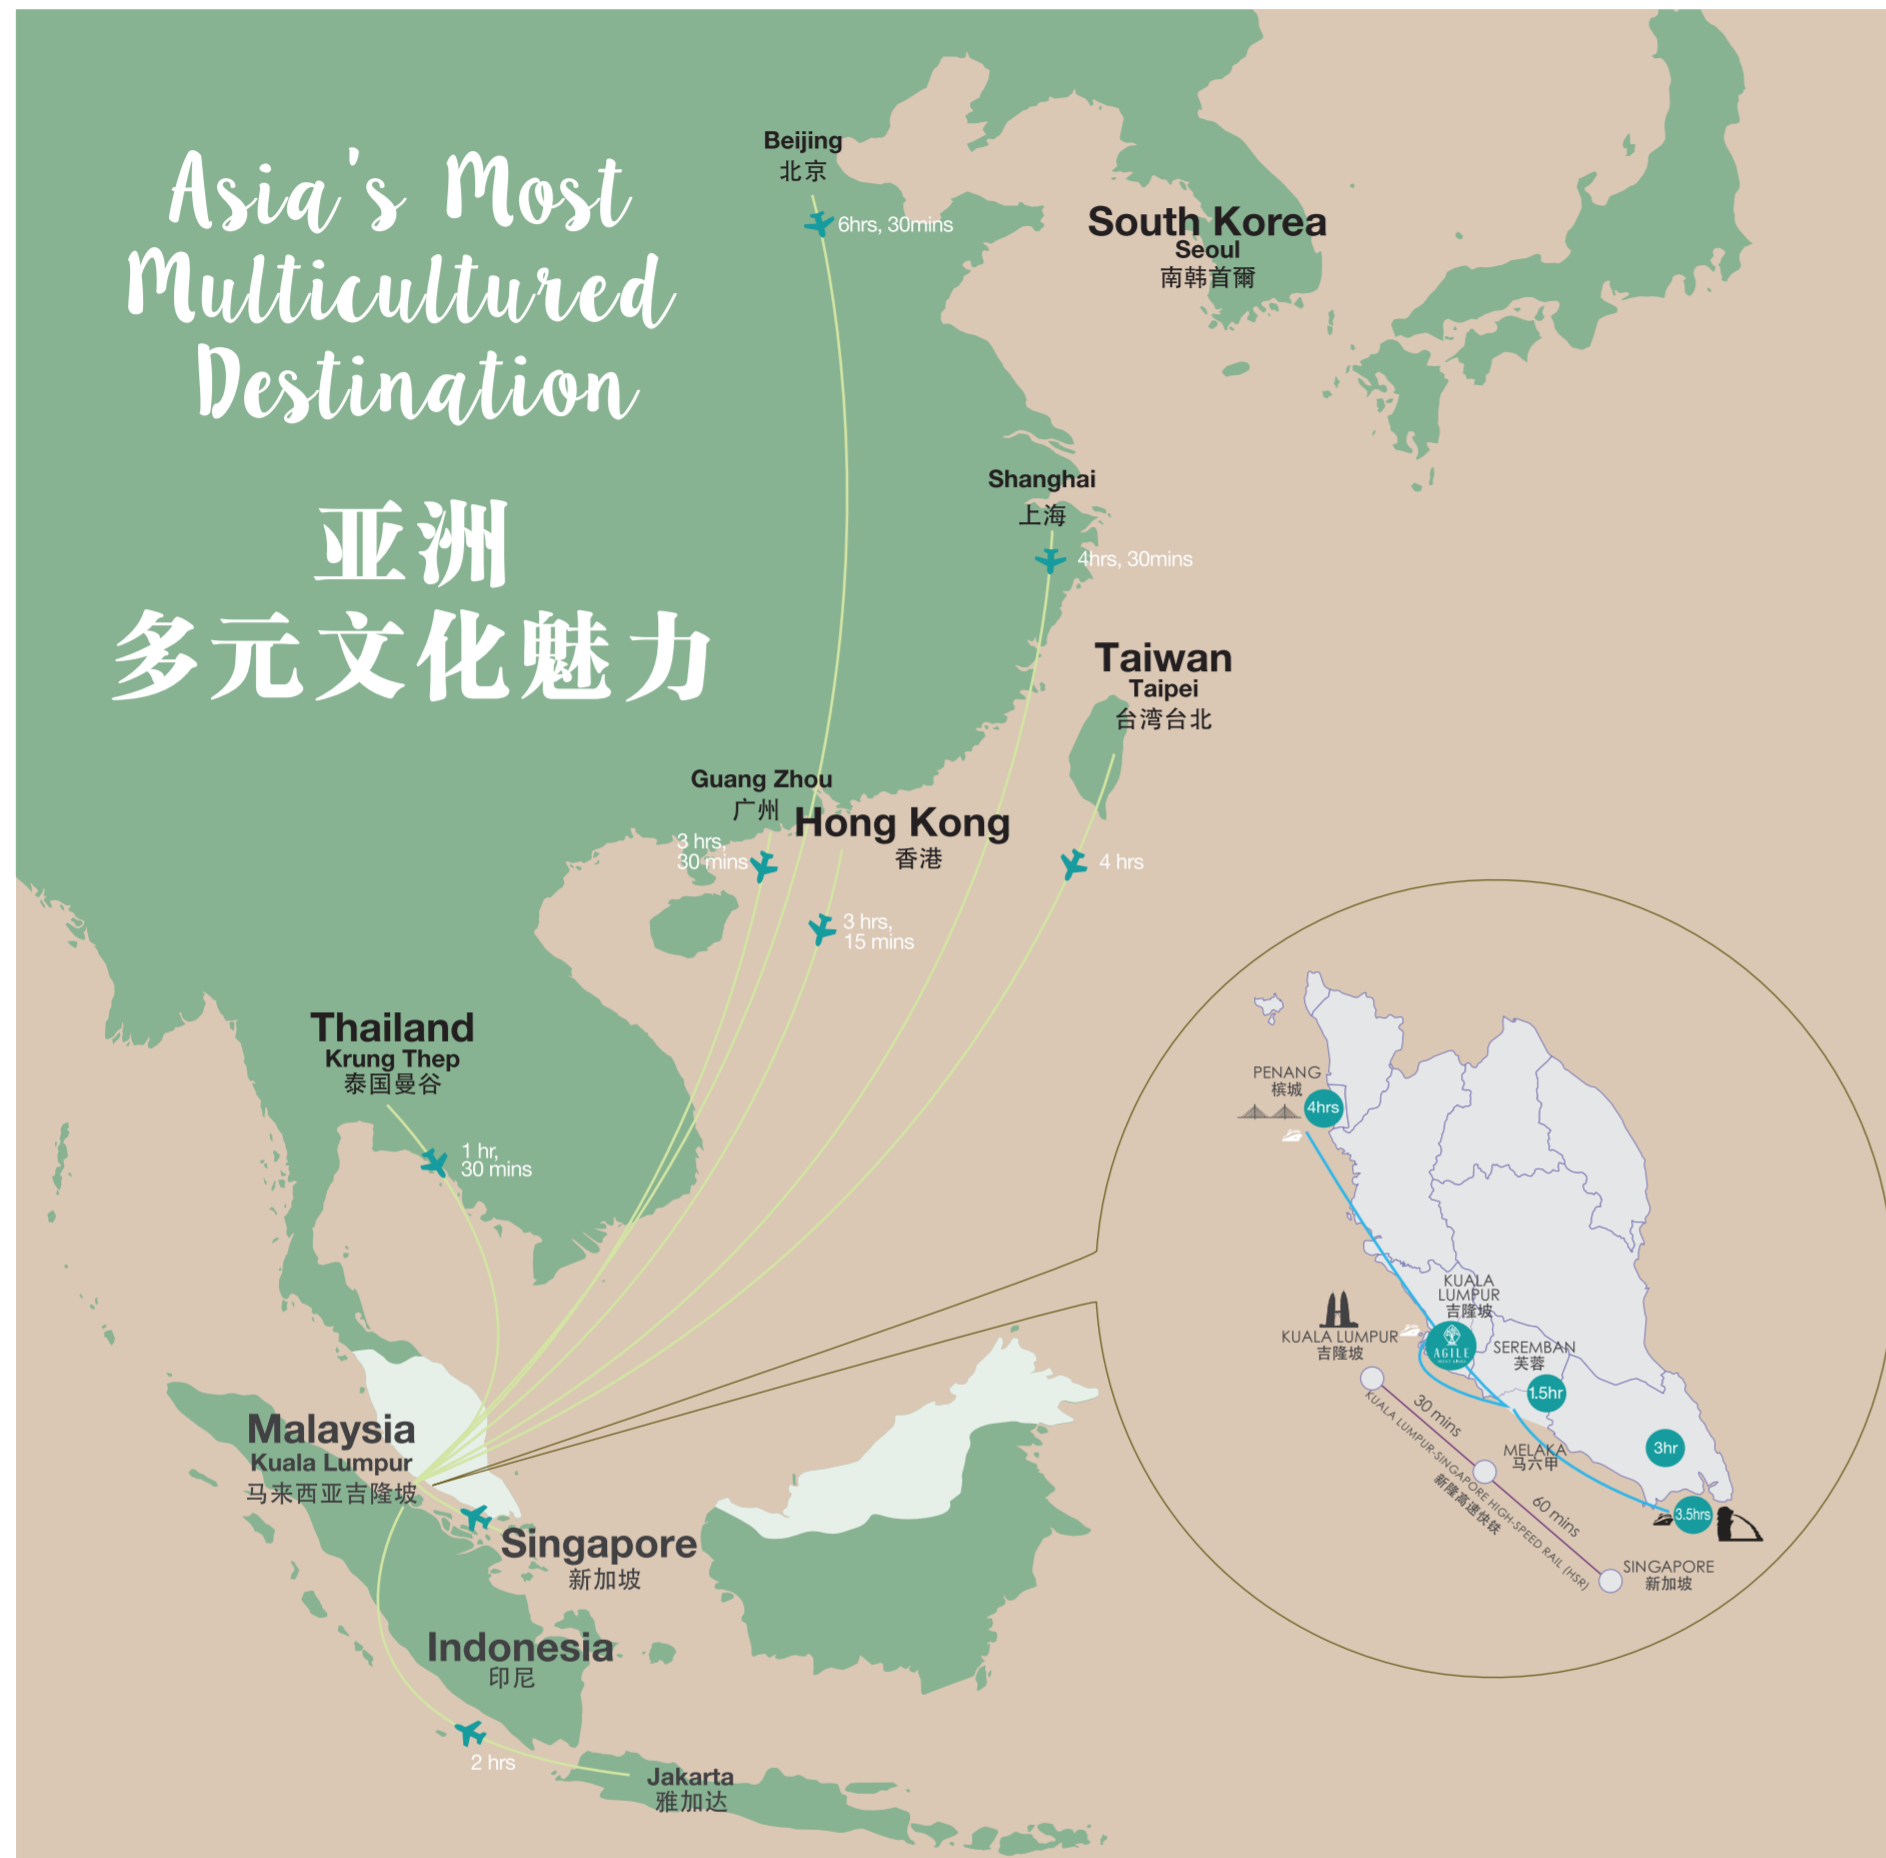 Asia's Most
Multicultured
Destination
亚洲
多元文化魅力
Beijing
北京
6hrs, 30mins
South Korea
Seoul
南韩首爾
Shanghai
上海
4hrs, 30mins
Taiwan
Taipei
台湾台北
4 hrs
Guang Zhou
广州
3 hrs,
30 mins
Hong Kong
香港
3 hrs,
15 mins
Thailand
Krung Thep
泰国曼谷
1 hr,
30 mins
Malaysia
Kuala Lumpur
马来西亚吉隆坡
Singapore
新加坡
Indonesia
印尼
2 hrs
Jakarta
雅加达
PENANG
槟城
4hrs
KUALA
LUMPUR
吉隆坡
KUALA LUMPUR
吉隆坡
AGILE
SEREMBAN
芙蓉
1.5hr
30 mins
KUALA LUMPUR-SINGAPORE HIGH-SPEED RAIL (HSR)
新隆高速快铁
MELAKA
马六甲
3hr
60 mins
3.5hrs
SINGAPORE
新加坡